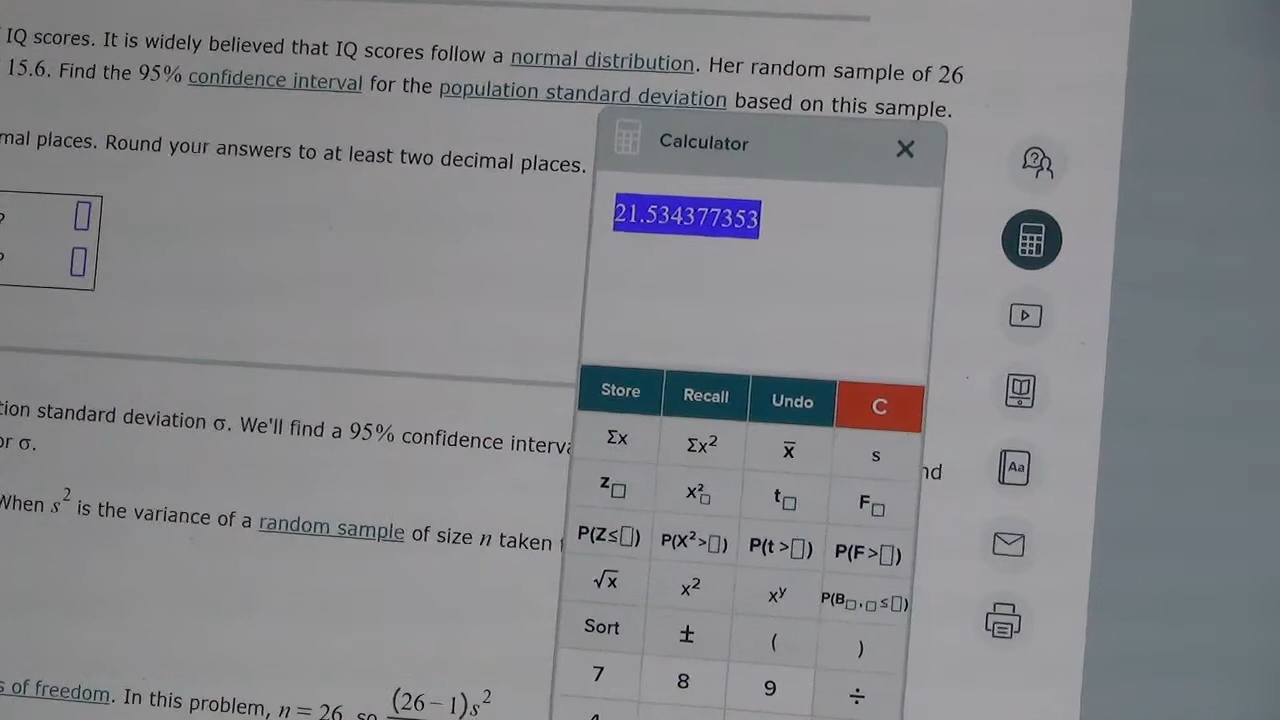 IQ scores. It is widely believed that IQ scores follow a normal distribution. Her random sample of 26
15.6. Find the 95% confidence interval for the population standard deviation based on this sample.
mal places. Round your answers to at least two decimal places.
Calculator
21.534377353
?
?
Store Recall Undo C
Σx Σx² x̄ s
z□ χ²□ t□ F□
P(Z≤□) P(X²>□) P(t >□) P(F>□)
√x x² xʸ P(B□,□≤□)
Sort ± ( )
7 8 9 ÷
Aa
tion standard deviation σ. We'll find a 95% confidence interva
nd
or σ.
When s² is the variance of a random sample of size n taken
s of freedom. In this problem, n = 26, so (26 − 1)s²